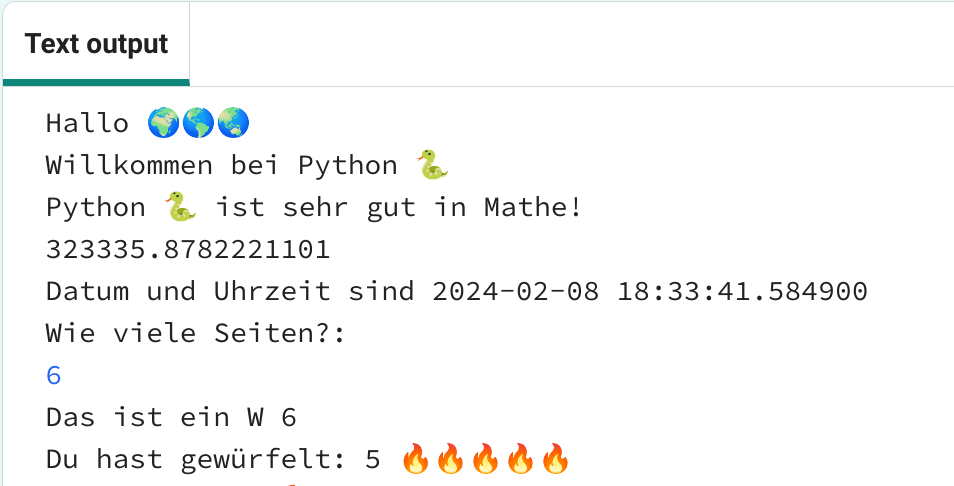 Text output
Hallo 🌍🌎🌏
Willkommen bei Python 🐍
Python 🐍 ist sehr gut in Mathe!
323335.8782221101
Datum und Uhrzeit sind 2024-02-08 18:33:41.584900
Wie viele Seiten?:
6
Das ist ein W 6
Du hast gewürfelt: 5 🔥🔥🔥🔥🔥